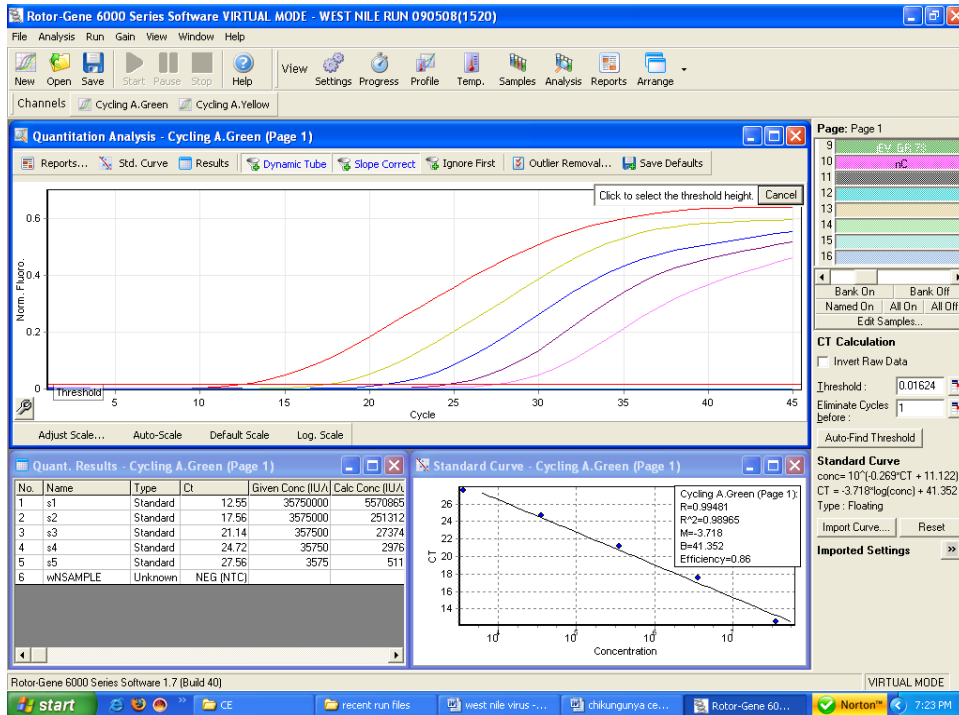 Rotor-Gene 6000 Series Software VIRTUAL MODE - WEST NILE RUN 090508(1520)
File Analysis Run Gain View Window Help
New Open Save Start Pause Stop Help View Settings Progress Profile Temp. Samples Analysis Reports Arrange
Channels Cycling A.Green Cycling A.Yellow
Quantitation Analysis - Cycling A.Green (Page 1)
Reports... Std. Curve Results Dynamic Tube Slope Correct Ignore First Outlier Removal... Save Defaults
Click to select the threshold height. Cancel
Norm. Fluoro.
0.6
0.4
0.2
0
Threshold
5 10 15 20 25 30 35 40 45
Cycle
Adjust Scale... Auto-Scale Default Scale Log. Scale
Page: Page 1
9
10 nC
11
12
13
14
15
16
Bank On Bank Off
Named On All On All Off
Edit Samples...
CT Calculation
Invert Raw Data
Threshold : 0.01624
Eliminate Cycles before : 1
Auto-Find Threshold
Standard Curve
conc= 10^(-0.269*CT + 11.122)
CT = -3.718*log(conc) + 41.352
Type : Floating
Import Curve.... Reset
Imported Settings »
Quant. Results - Cycling A.Green (Page 1)
No. Name Type Ct Given Conc (IU/ Calc Conc (IU/
1 s1 Standard 12.55 35750000 5570865
2 s2 Standard 17.56 3575000 251312
3 s3 Standard 21.14 357500 27374
4 s4 Standard 24.72 35750 2976
5 s5 Standard 27.56 3575 511
6 wNSAMPLE Unknown NEG (NTC)
Standard Curve - Cycling A.Green (Page 1)
Cycling A.Green (Page 1):
R=0.99481
R^2=0.98965
M=-3.718
B=41.352
Efficiency=0.86
CT
26
24
22
20
18
16
14
Concentration
Rotor-Gene 6000 Series Software 1.7 (Build 40) VIRTUAL MODE
start » CE recent run files west nile virus -... chikungunya ce... Rotor-Gene 60... Norton™ 7:23 PM